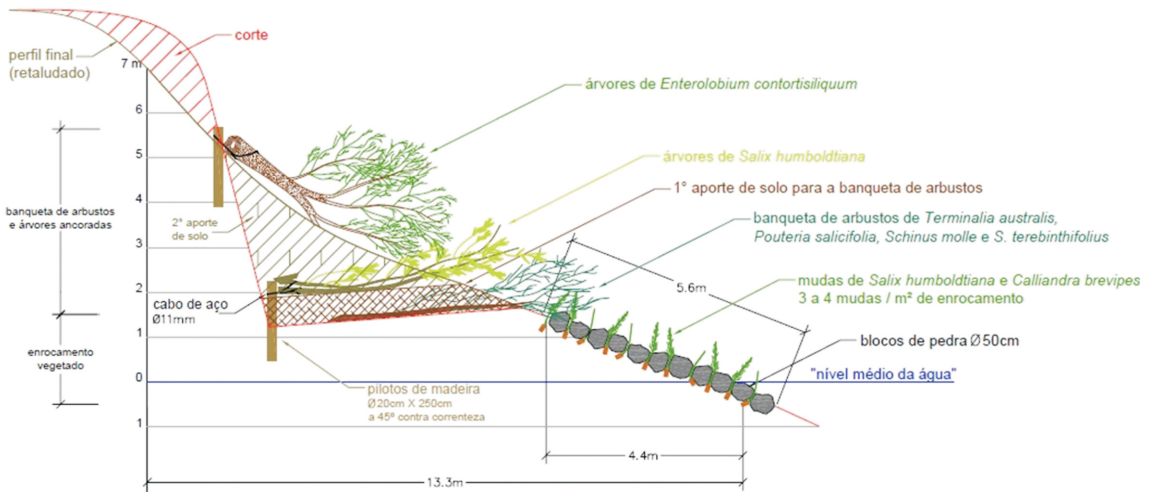 corte
perfil final
(retaludado)
7 m
6
5
4
3
2
1
0
1
árvores de Enterolobium contortisiliquum
árvores de Salix humboldtiana
1° aporte de solo para a banqueta de arbustos
banqueta de arbustos de Terminalia australis,
Pouteria salicifolia, Schinus molle e S. terebinthifolius
mudas de Salix humboldtiana e Calliandra brevipes
3 a 4 mudas / m² de enrocamento
blocos de pedra Ø50cm
"nível médio da água"
5.6m
banqueta de arbustos
e árvores ancoradas
2° aporte
de solo
cabo de aço
Ø11mm
enrocamento
vegetado
pilotos de madeira
Ø20cm X 250cm
a 45º contra correnteza
4.4m
13.3m